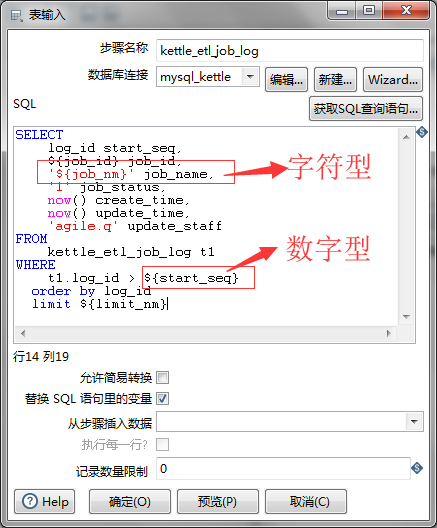 表输入
步骤名称 kettle_etl_job_log
数据库连接 mysql_kettle 编辑... 新建... Wizard...
SQL 获取SQL查询语句...
SELECT
log_id start_seq,
${job_id} job_id,
'${job_nm}' job_name,
字符型
'1' job_status,
now() create_time,
now() update_time,
'agile.q' update_staff
FROM
数字型
kettle_etl_job_log t1
WHERE
t1.log_id > ${start_seq}
order by log_id
limit ${limit_nm}
行14 列19
允许简易转换
替换 SQL 语句里的变量
从步骤插入数据
执行每一行?
记录数量限制 0
Help 确定(O) 预览(P) 取消(C)